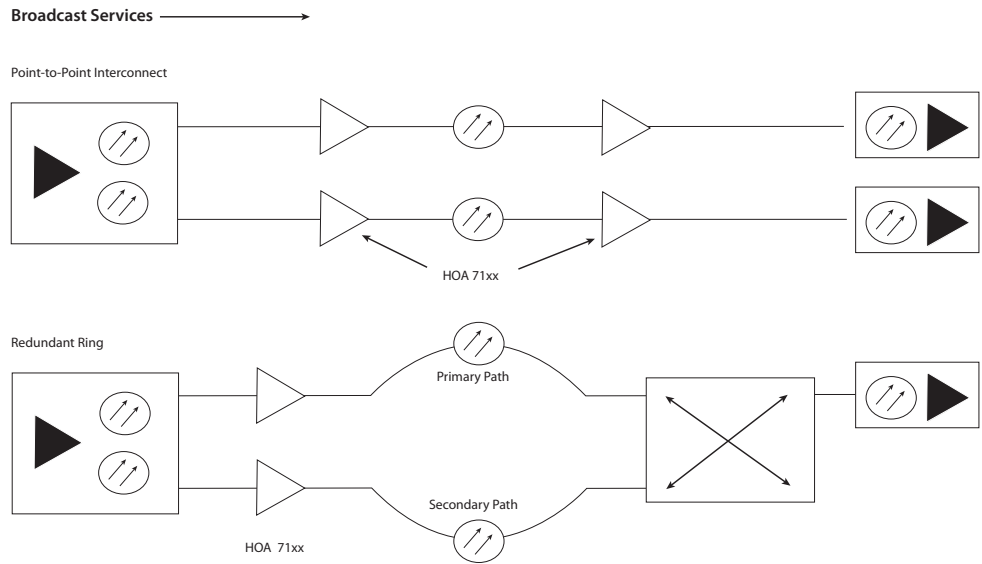 Broadcast Services
Point-to-Point Interconnect
HOA 71xx
Redundant Ring
Primary Path
Secondary Path
HOA 71xx